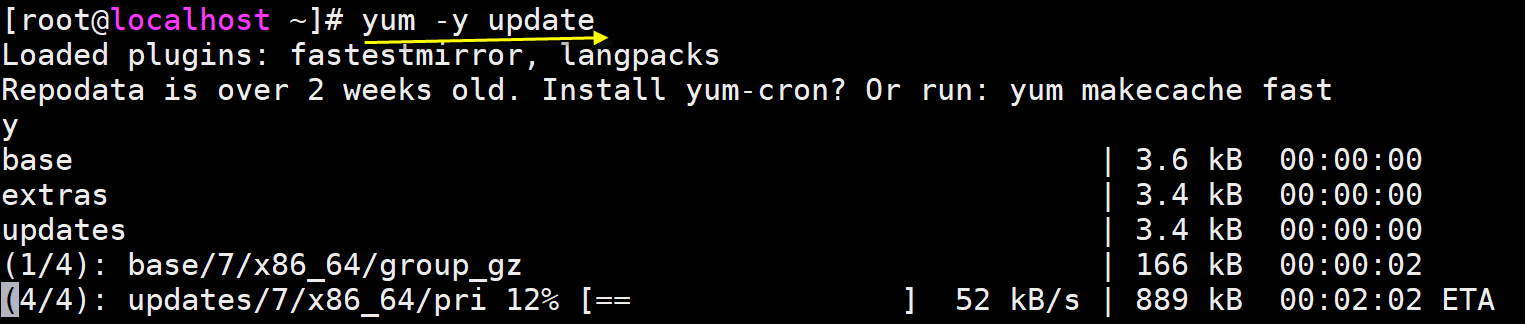 [root@localhost ~]# yum -y update
Loaded plugins: fastestmirror, langpacks
Repodata is over 2 weeks old. Install yum-cron? Or run: yum makecache fast
y
base | 3.6 kB 00:00:00
extras | 3.4 kB 00:00:00
updates | 3.4 kB 00:00:00
(1/4): base/7/x86_64/group_gz | 166 kB 00:00:02
(4/4): updates/7/x86_64/pri 12% [== ] 52 kB/s | 889 kB 00:02:02 ETA